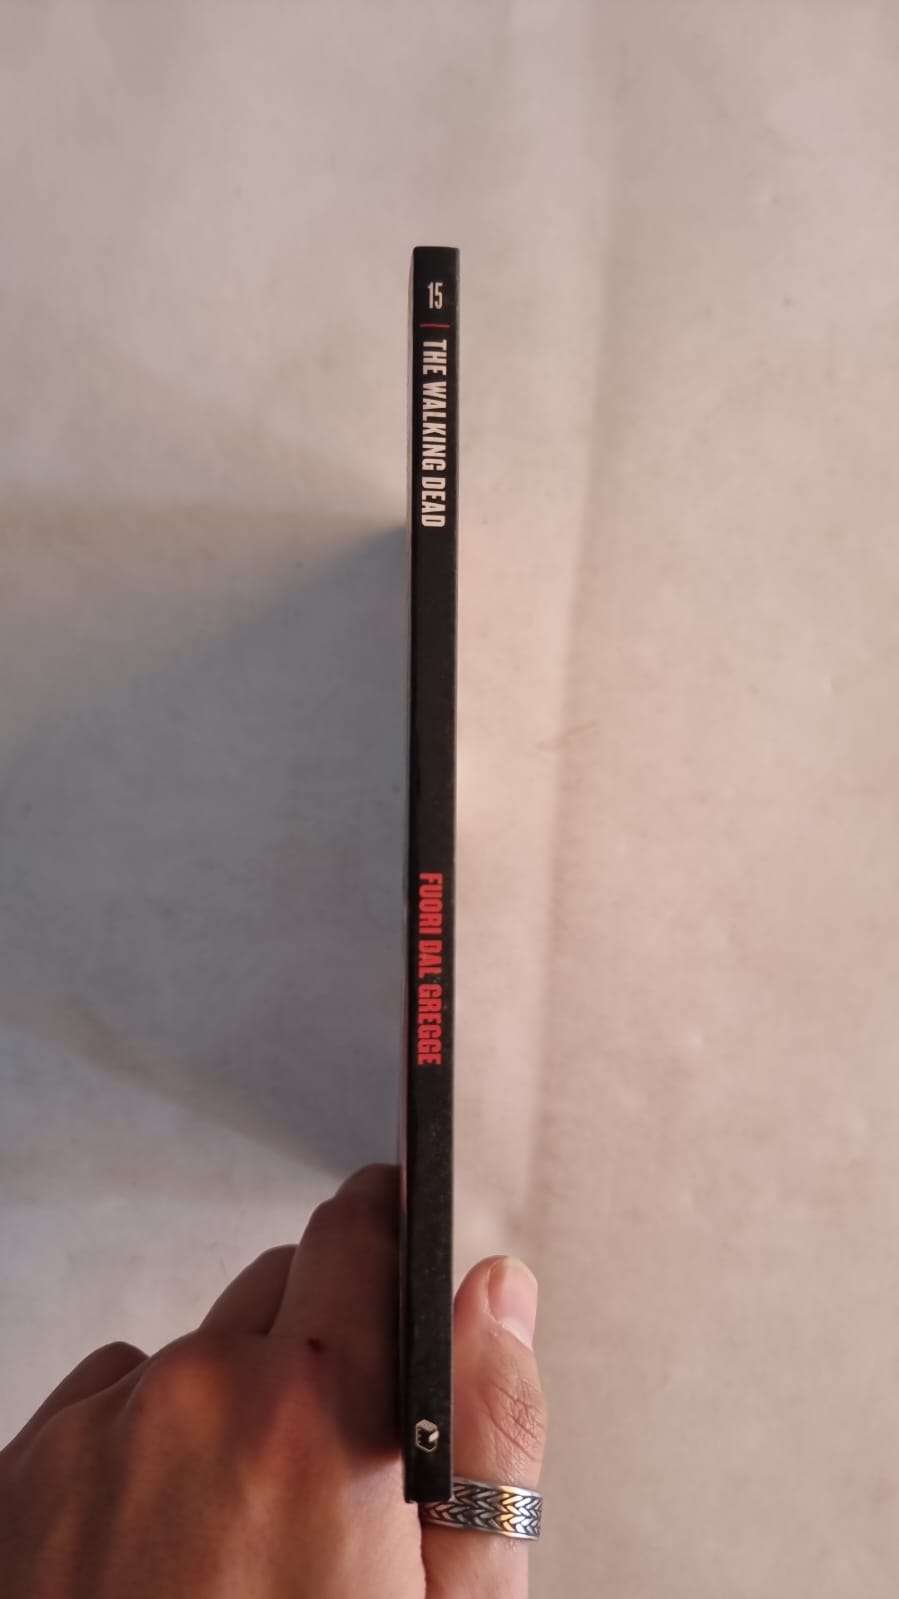 15
THE WALKING DEAD
FUORI DAL GREGGE